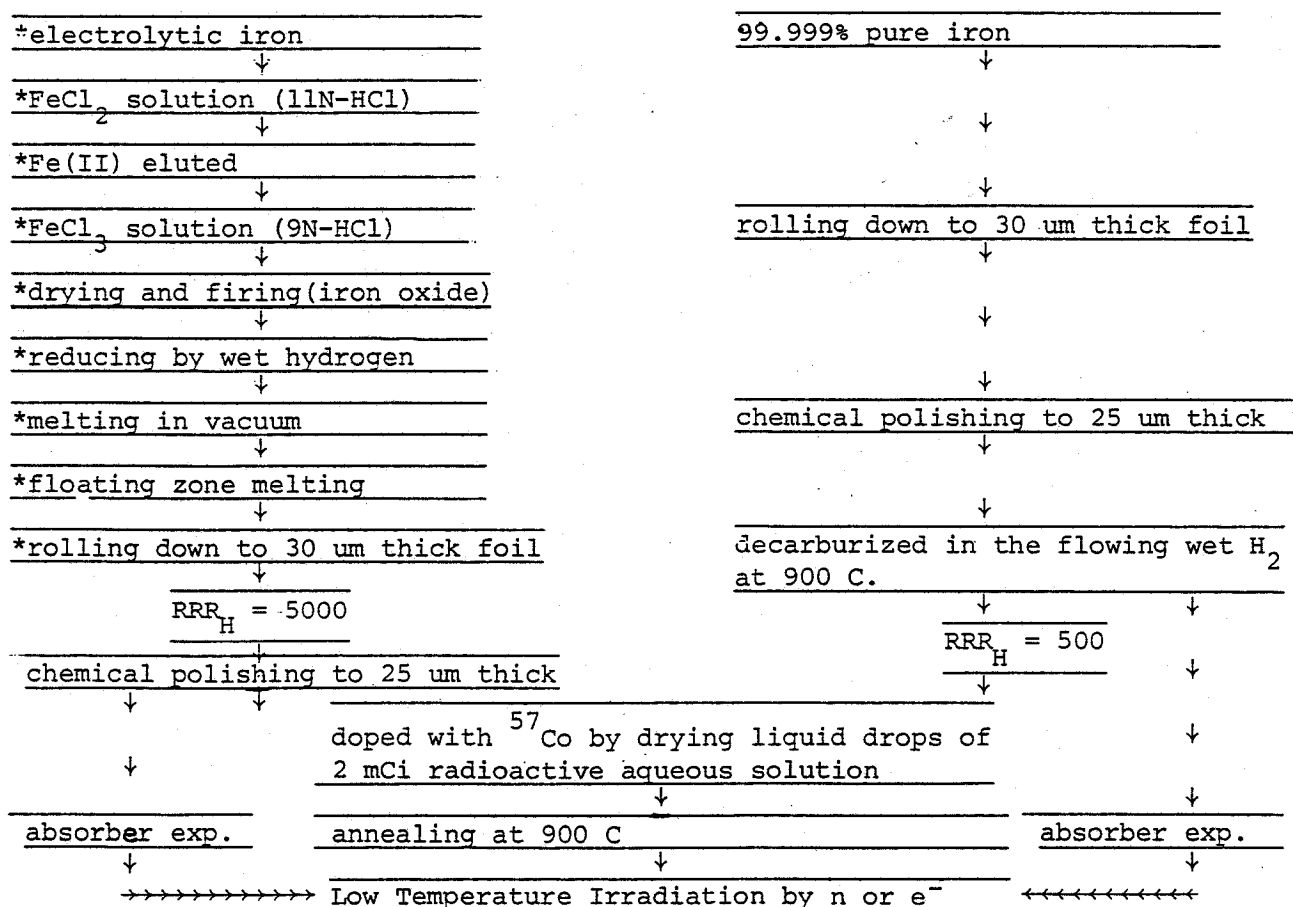 *electrolytic iron
*FeCl2 solution (11N-HCl)
*Fe(II) eluted
*FeCl3 solution (9N-HCl)
*drying and firing(iron oxide)
*reducing by wet hydrogen
*melting in vacuum
*floating zone melting
*rolling down to 30 um thick foil
RRRH = 5000
chemical polishing to 25 um thick
99.999% pure iron
rolling down to 30 um thick foil
chemical polishing to 25 um thick
decarburized in the flowing wet H2
at 900 C.
RRRH = 500
doped with 57Co by drying liquid drops of
2 mCi radioactive aqueous solution
absorber exp.
annealing at 900 C
absorber exp.
Low Temperature Irradiation by n or e-